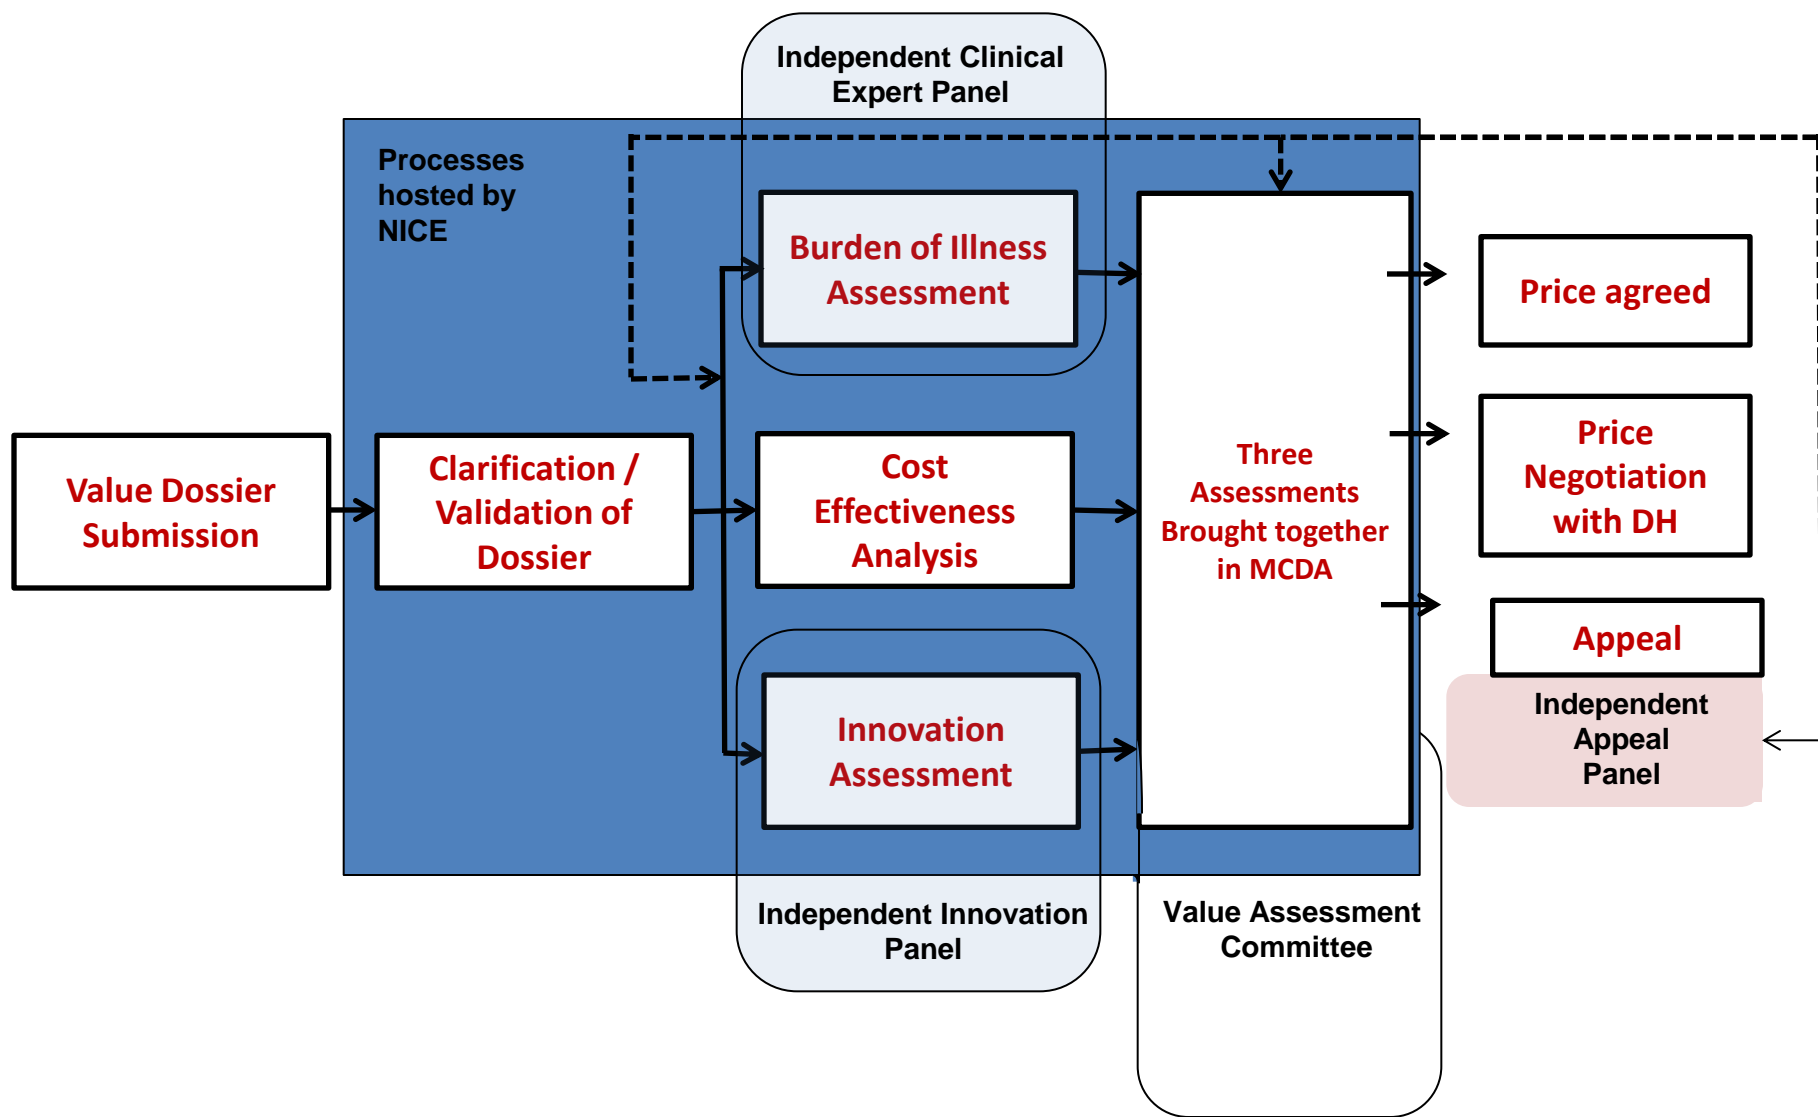 Independent Clinical
Expert Panel
Processes
hosted by
NICE
Burden of Illness
Assessment
Price agreed
Value Dossier
Submission
Clarification /
Validation of
Dossier
Cost
Effectiveness
Analysis
Three
Assessments
Brought together
in MCDA
Price
Negotiation
with DH
Appeal
Independent
Appeal
Panel
Innovation
Assessment
Independent Innovation
Panel
Value Assessment
Committee